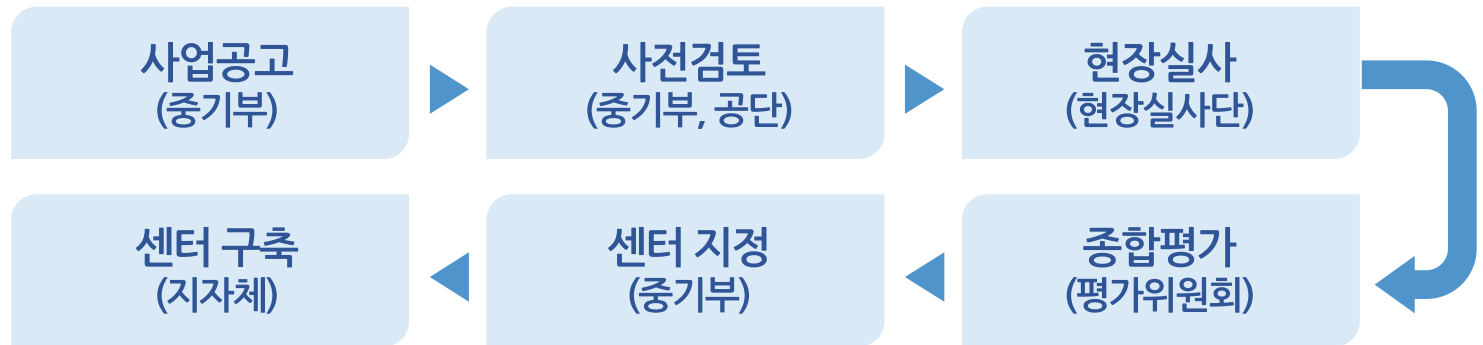 사업공고
(중기부)
사전검토
(중기부, 공단)
현장실사
(현장실사단)
종합평가
(평가위원회)
센터 지정
(중기부)
센터 구축
(지자체)